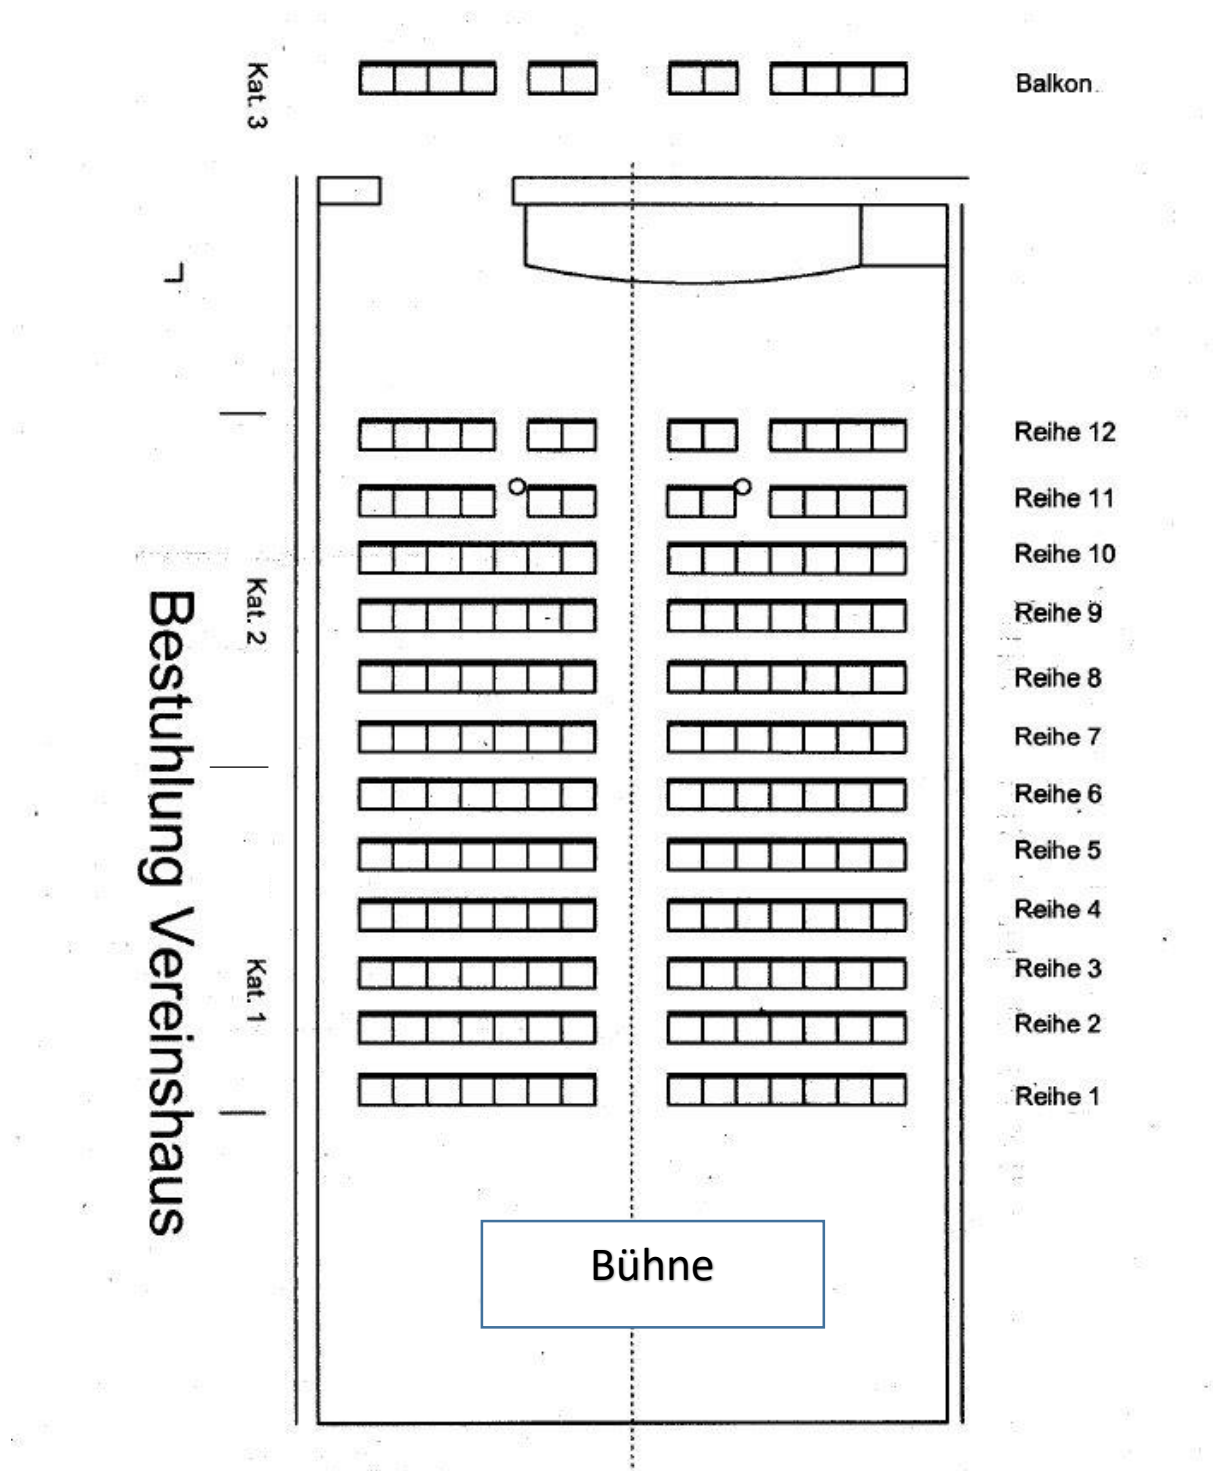 Kat. 3
Balkon
Reihe 12
Reihe 11
Reihe 10
Kat. 2
Reihe 9
Reihe 8
Reihe 7
Reihe 6
Reihe 5
Reihe 4
Kat. 1
Reihe 3
Reihe 2
Reihe 1
Bestuhlung Vereinshaus
Bühne